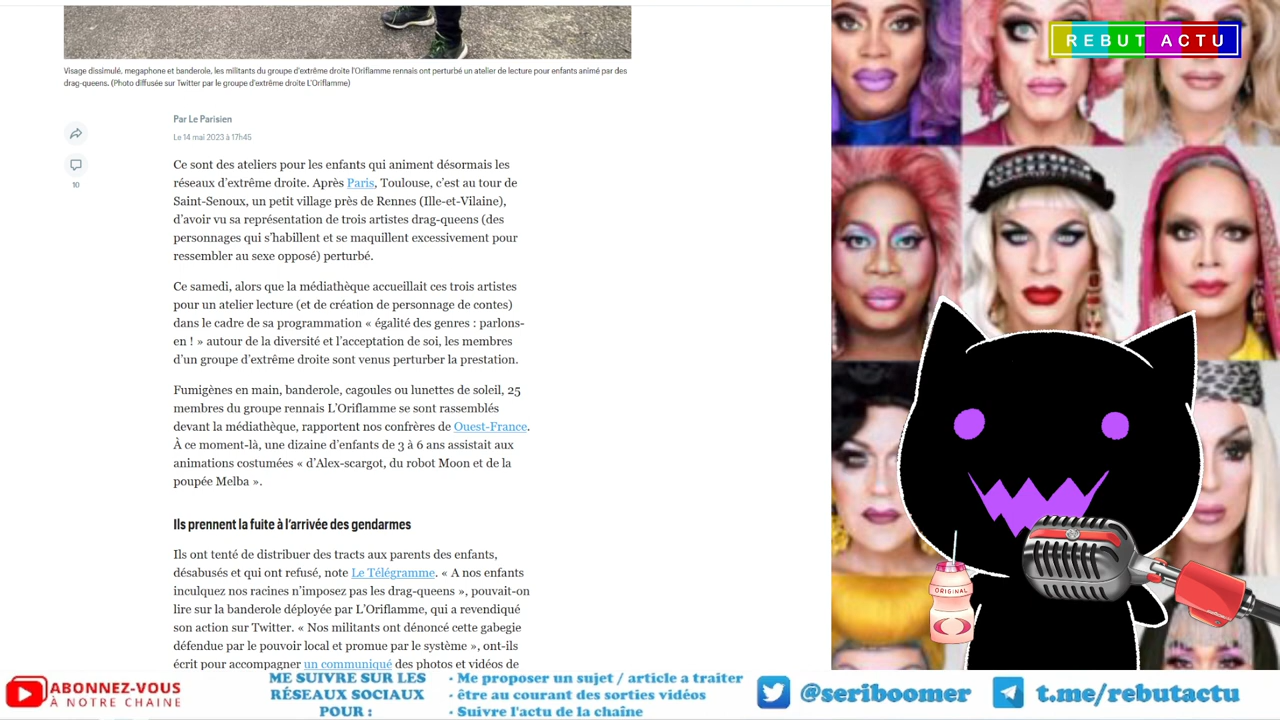 REBUT ACTU
Visage dissimulé, megaphone et banderole, les militants du groupe d'extrême droite l'Oriflamme rennais ont perturbé un atelier de lecture pour enfants animé par des
drag-queens. (Photo diffusée sur Twitter par le groupe d'extrême droite L'Oriflamme)
Par Le Parisien
Le 14 mai 2023 à 17h45
10
Ce sont des ateliers pour les enfants qui animent désormais les
réseaux d'extrême droite. Après Paris, Toulouse, c'est au tour de
Saint-Senoux, un petit village près de Rennes (Ille-et-Vilaine),
d'avoir vu sa représentation de trois artistes drag-queens (des
personnages qui s'habillent et se maquillent excessivement pour
ressembler au sexe opposé) perturbé.
Ce samedi, alors que la médiathèque accueillait ces trois artistes
pour un atelier lecture (et de création de personnage de contes)
dans le cadre de sa programmation « égalité des genres : parlons-
en ! » autour de la diversité et l'acceptation de soi, les membres
d'un groupe d'extrême droite sont venus perturber la prestation.
Fumigènes en main, banderole, cagoules ou lunettes de soleil, 25
membres du groupe rennais L'Oriflamme se sont rassemblés
devant la médiathèque, rapportent nos confrères de Ouest-France.
À ce moment-là, une dizaine d'enfants de 3 à 6 ans assistait aux
animations costumées « d'Alex-scargot, du robot Moon et de la
poupée Melba ».
Ils prennent la fuite à l'arrivée des gendarmes
Ils ont tenté de distribuer des tracts aux parents des enfants,
désabusés et qui ont refusé, note Le Télégramme. « A nos enfants
inculquez nos racines n'imposez pas les drag-queens », pouvait-on
lire sur la banderole déployée par L'Oriflamme, qui a revendiqué
son action sur Twitter. « Nos militants ont dénoncé cette gabegie
défendue par le pouvoir local et promue par le système », ont-ils
écrit pour accompagner un communiqué des photos et vidéos de
ORIGINAL
ABONNEZ-VOUS
À NOTRE CHAINE
ME SUIVRE SUR LES
RÉSEAUX SOCIAUX
POUR :
- Me proposer un sujet / article a traiter
- être au courant des sorties vidéos
- Suivre l'actu de la chaîne
@seriboomer
t.me/rebutactu